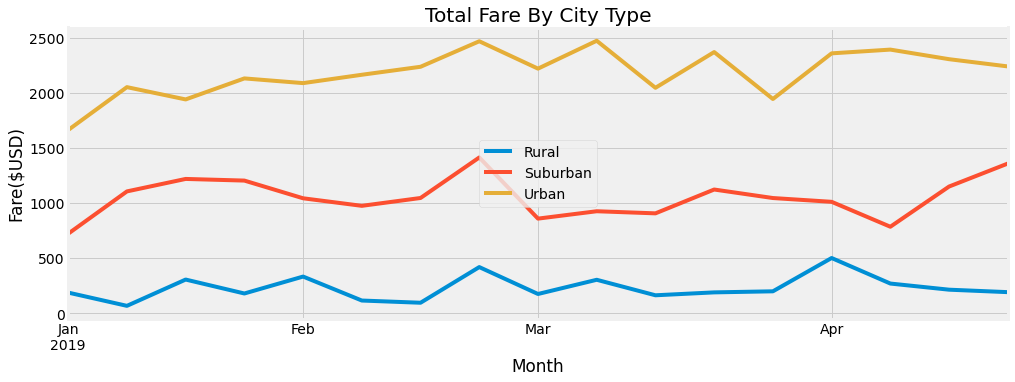 Total Fare By City Type
Fare($USD)
2500
2000
1500
1000
500
0
Rural
Suburban
Urban
Jan Feb Mar Apr
2019
Month